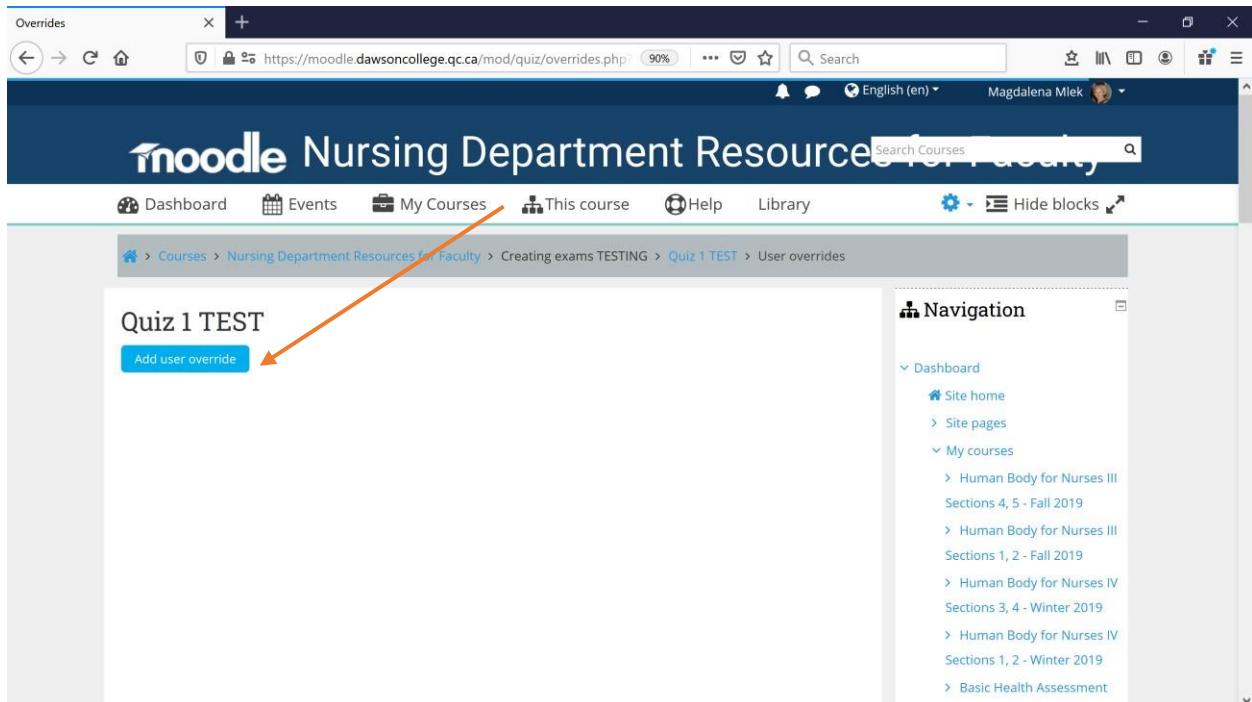 Overrides
https://moodle.dawsoncollege.qc.ca/mod/quiz/overrides.php? 90% Search
English (en) Magdalena Mlek
moodle Nursing Department Resources for Faculty Search Courses
Dashboard Events My Courses This course Help Library Hide blocks
> Courses > Nursing Department Resources for Faculty > Creating exams TESTING > Quiz 1 TEST > User overrides
Quiz 1 TEST
Add user override
Navigation
Dashboard
Site home
> Site pages
My courses
> Human Body for Nurses III
Sections 4, 5 - Fall 2019
> Human Body for Nurses III
Sections 1, 2 - Fall 2019
> Human Body for Nurses IV
Sections 3, 4 - Winter 2019
> Human Body for Nurses IV
Sections 1, 2 - Winter 2019
> Basic Health Assessment